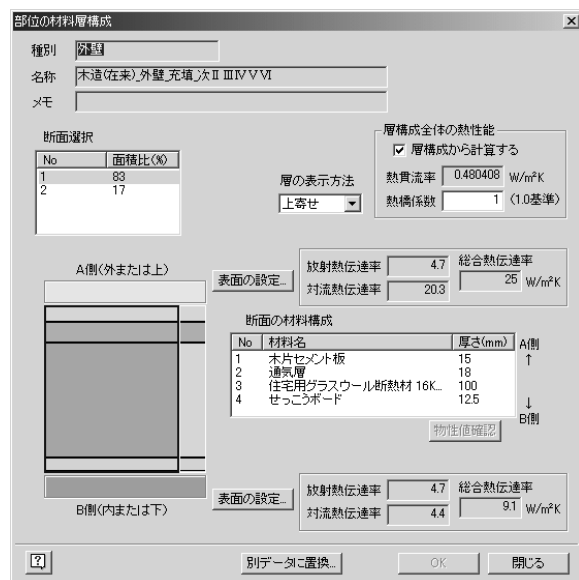 部位の材料層構成
種別 外壁
名称 木造(在来)_外壁_充填_次ⅡⅢⅣⅤⅥ
メモ
断面選択
No 面積比(%)
1 83
2 17
層の表示方法
上寄せ
層構成全体の熱性能
層構成から計算する
熱貫流率 0.480408 W/m²K
熱橋係数 1 (1.0基準)
A側(外または上)
表面の設定...
放射熱伝達率 4.7
対流熱伝達率 20.3
総合熱伝達率
25 W/m²K
断面の材料構成
No 材料名 厚さ(mm)
1 木片セメント板 15
2 通気層 18
3 住宅用グラスウール断熱材 16K... 100
4 せっこうボード 12.5
A側
↑
↓
B側
物性値確認
B側(内または下)
表面の設定...
放射熱伝達率 4.7
対流熱伝達率 4.4
総合熱伝達率
9.1 W/m²K
別データに置換...
OK
閉じる